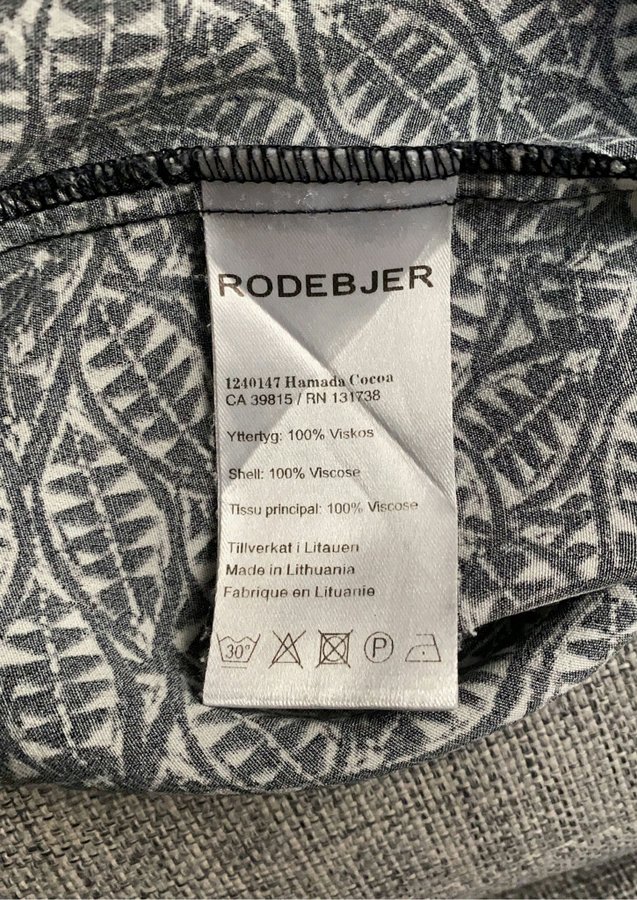 RODEBJER
1240147 Hamada Cocoa
CA 39815 / RN 131738
Yttertyg: 100% Viskos
Shell: 100% Viscose
Tissu principal: 100% Viscose
Tillverkat i Litauen
Made in Lithuania
Fabrique en Lituanie
30° P